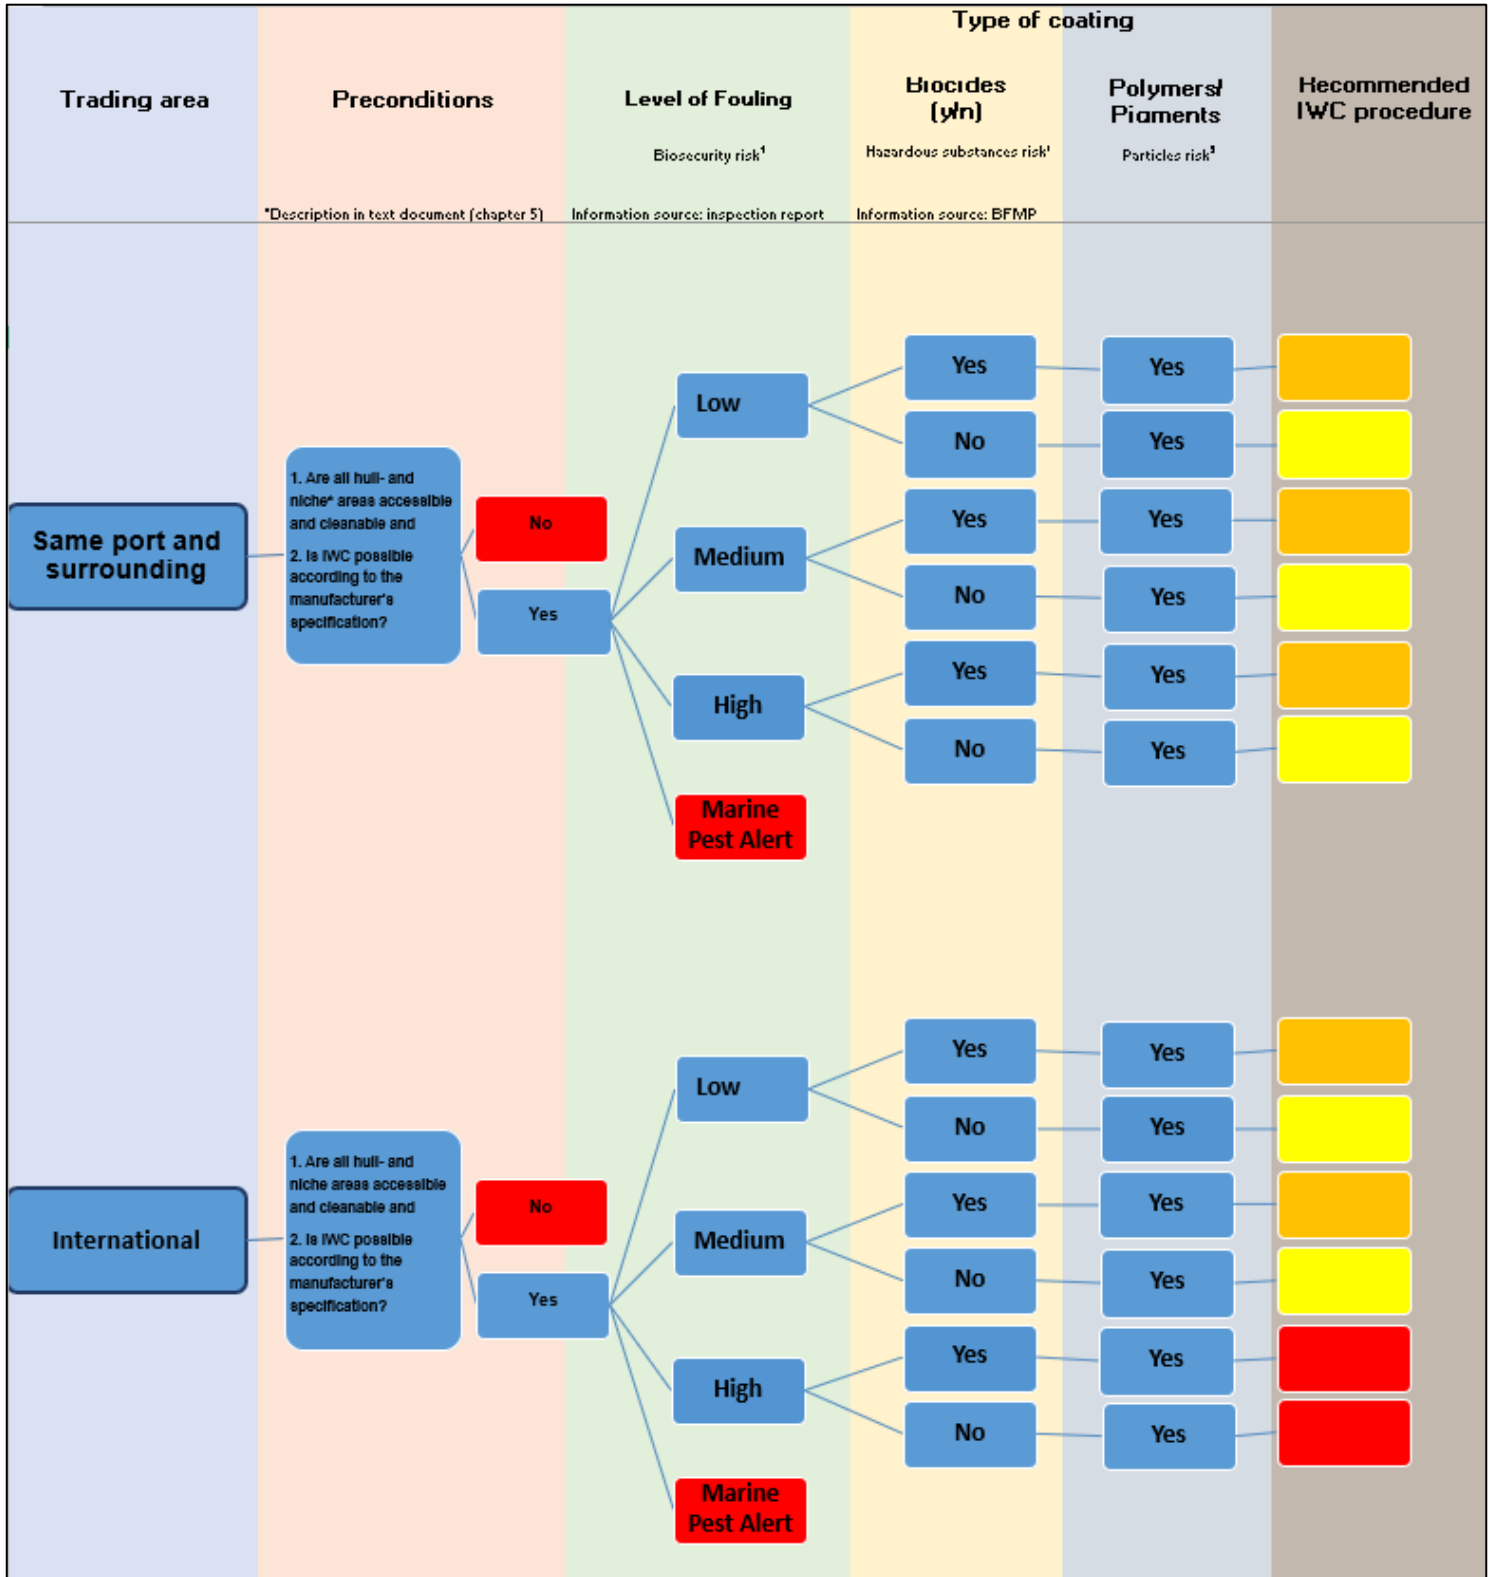 Type of coating
Trading area
Preconditions
Level of Fouling
Biocides
(y/n)
Polymers/
Pigments
Recommended
IWC procedure
Biosecurity risk¹
Hazardous substances risk¹
Particles risk³
*Description in text document (chapter 5)
Information source: inspection report
Information source: BFMP
Same port and
surrounding
1. Are all hull- and
niche* areas accessible
and cleanable and
2. Is IWC possible
according to the
manufacturer's
specification?
No
Yes
Low
Medium
High
Marine
Pest Alert
Yes
Yes
No
Yes
Yes
Yes
No
Yes
Yes
Yes
No
Yes
International
1. Are all hull- and
niche areas accessible
and cleanable and
2. Is IWC possible
according to the
manufacturer's
specification?
No
Yes
Low
Medium
High
Marine
Pest Alert
Yes
Yes
No
Yes
Yes
Yes
No
Yes
Yes
Yes
No
Yes